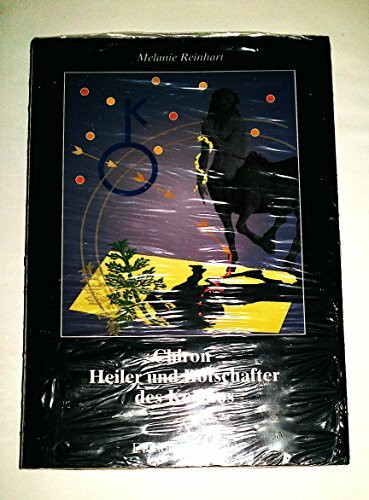 Melanie Reinhart
Chiron
Heiler und Botschafter
des Kosmos